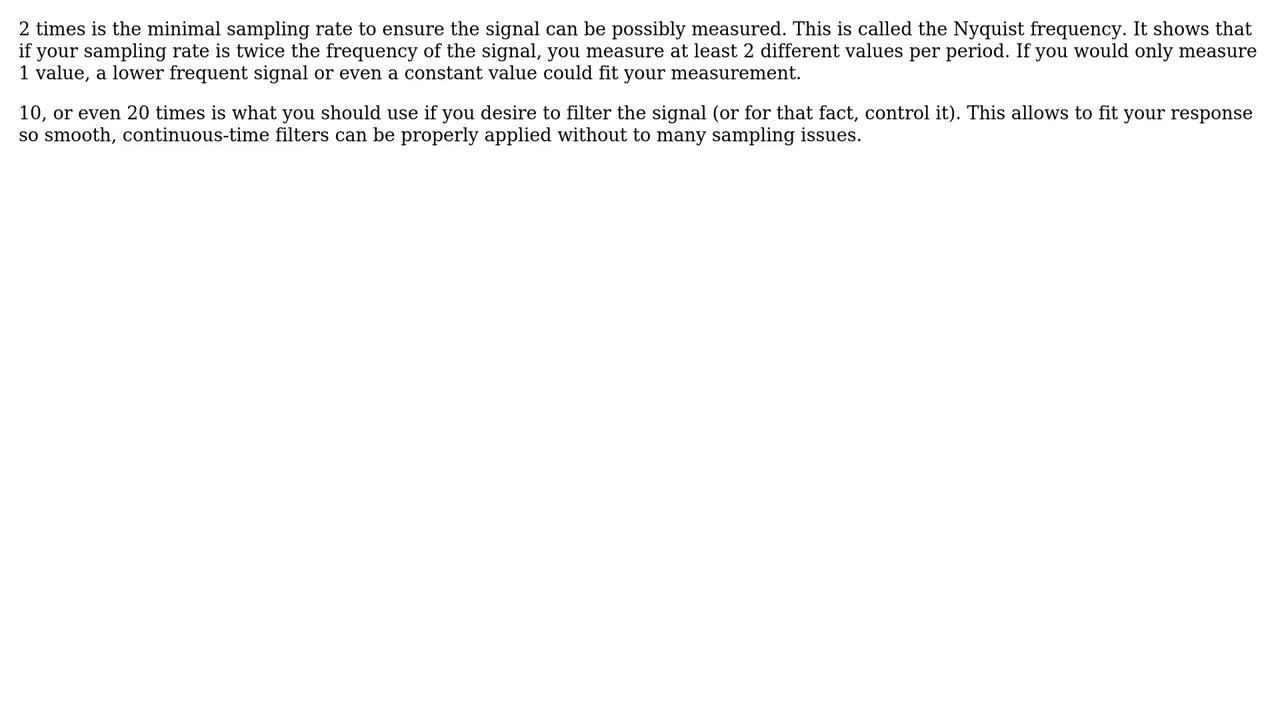 2 times is the minimal sampling rate to ensure the signal can be possibly measured. This is called the Nyquist frequency. It shows that
if your sampling rate is twice the frequency of the signal, you measure at least 2 different values per period. If you would only measure
1 value, a lower frequent signal or even a constant value could fit your measurement.
10, or even 20 times is what you should use if you desire to filter the signal (or for that fact, control it). This allows to fit your response
so smooth, continuous-time filters can be properly applied without to many sampling issues.